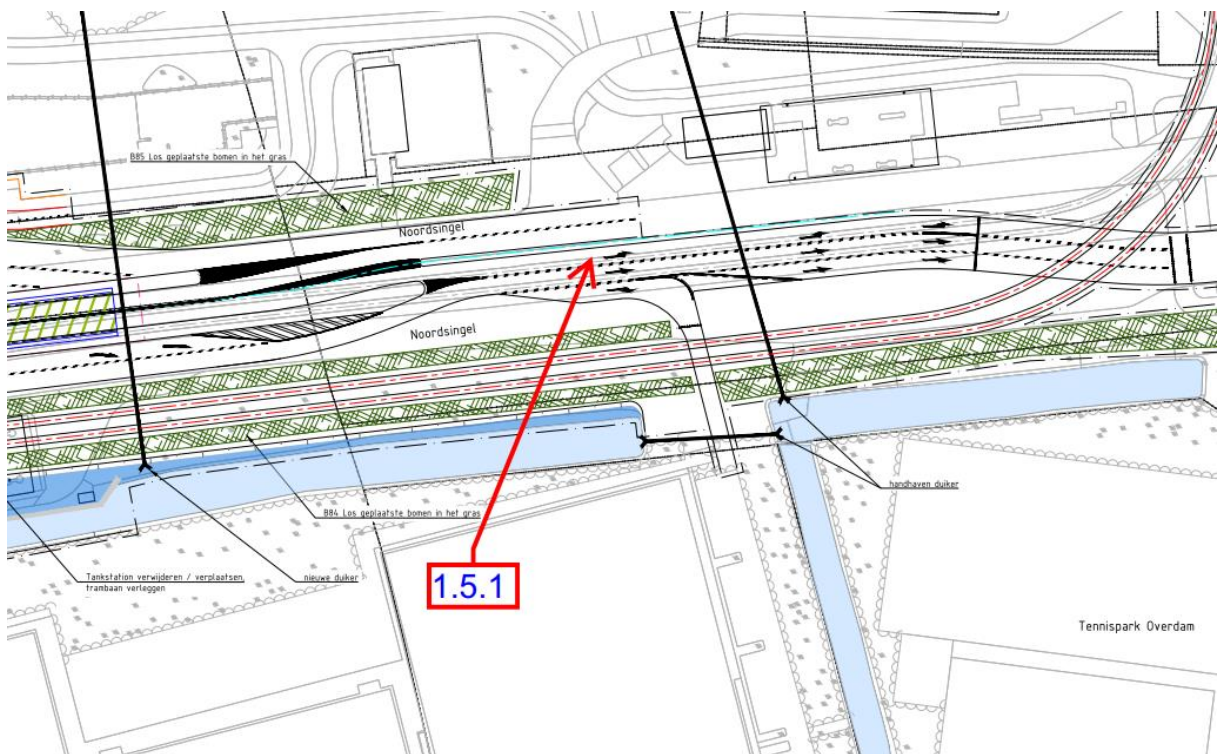 B85 Los geplaatste bomen in het gras
Noordsingel
Noordsingel
handhaven duiker
B84 Los geplaatste bomen in het gras
Tankstation verwijderen / verplaatsen,
trambaan verleggen
nieuwe duiker
1.5.1
Tennispark Overdam